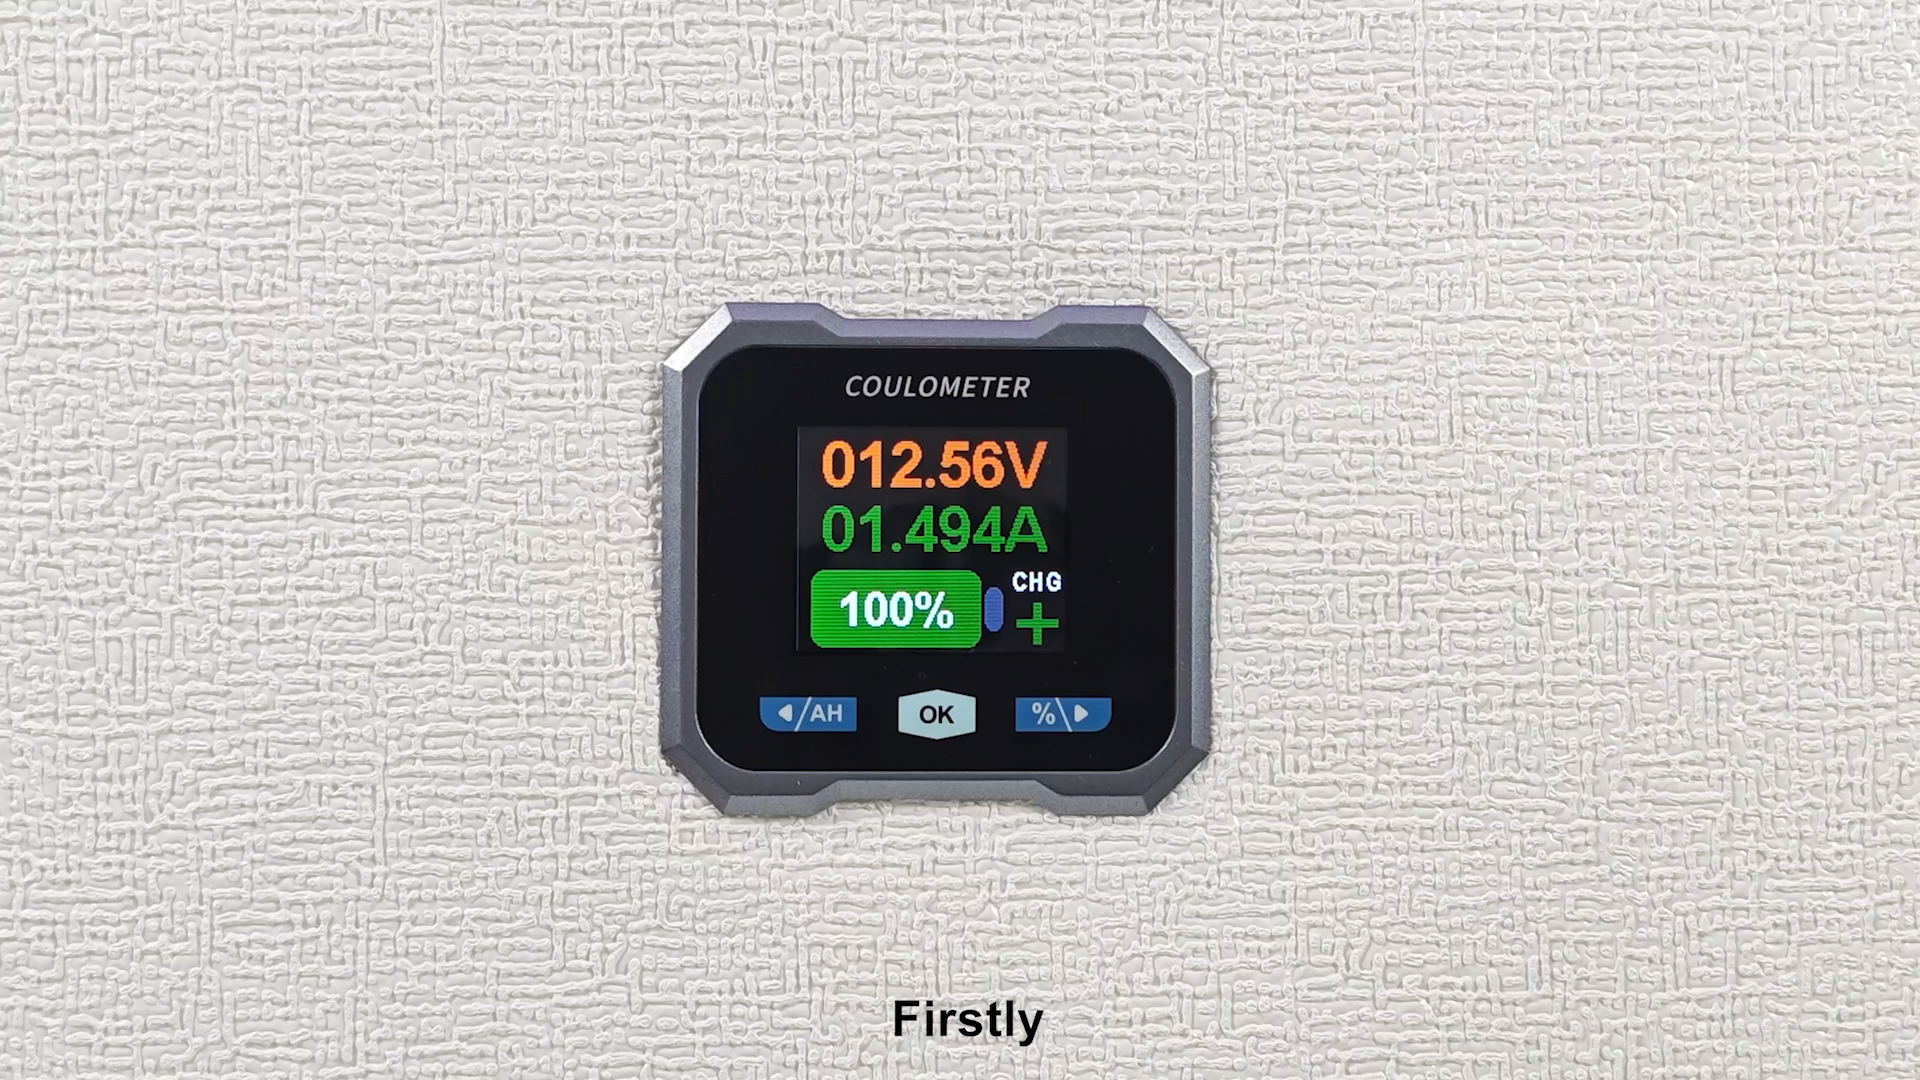 COULOMETER
012.56V
01.494A
100%
CHG
+
/AH
OK
%\
Firstly